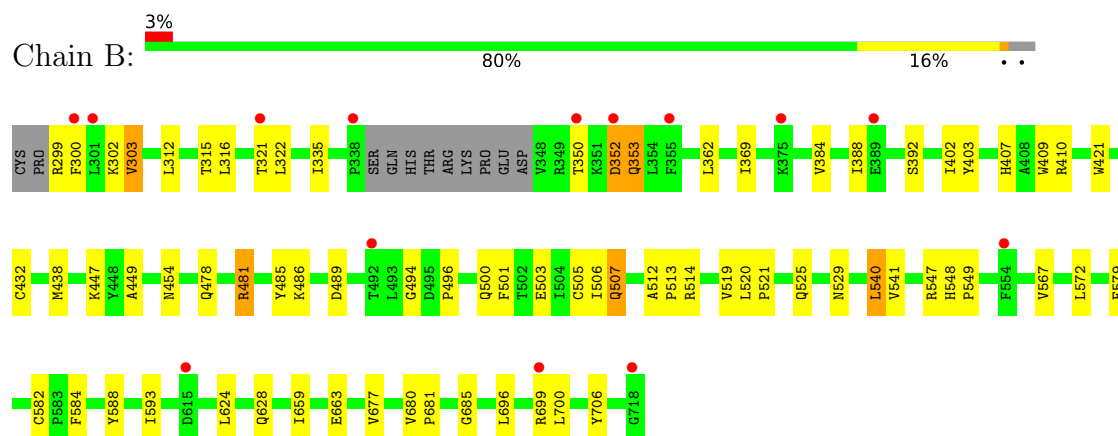 3%
Chain B:
80% 16% • •
CYS PRO R299 F300 L301 K302 V303 L312 T315 L316 T321 L322 I335 P338 SER GLN HIS THR ARG LYS PRO GLU ASP V348 R349 T350 K351 D352 Q353 L354 F355 L362 I369 K375 V384 I388 E389 S392 I402 Y403 H407 A408 W409 R410 W421
C432 M438 K447 Y448 A449 N454 Q478 R481 Y485 K486 D489 T492 L493 G494 D495 P496 Q500 F501 T502 E503 I504 C505 I506 Q507 A512 P513 R514 V519 L520 P521 Q525 N529 L540 V541 R547 H548 P549 F554 V567 L572
C582 P583 F584 Y588 I593 D615 L624 Q628 I659 E663 V677 V680 P681 G685 L696 R699 L700 Y706 G718